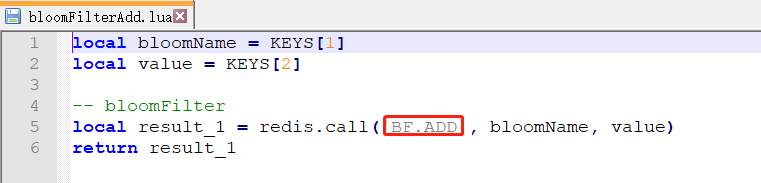 bloomFilterAdd.lua
1 local bloomName = KEYS[1]
2 local value = KEYS[2]
3
4 -- bloomFilter
5 local result_1 = redis.call('BF.ADD', bloomName, value)
6 return result_1